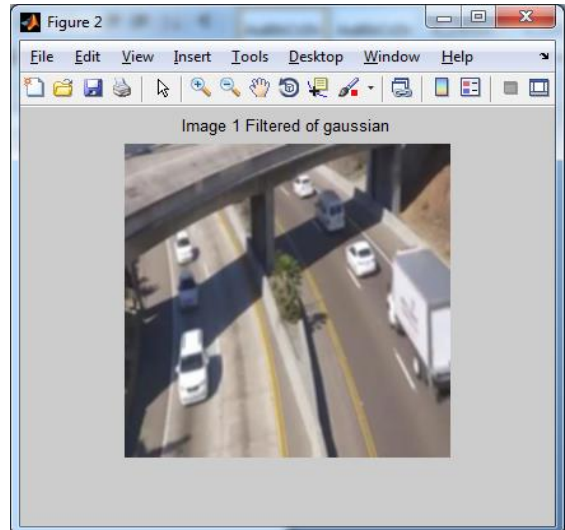 Figure 2
File Edit View Insert Tools Desktop Window Help
Image 1 Filtered of gaussian